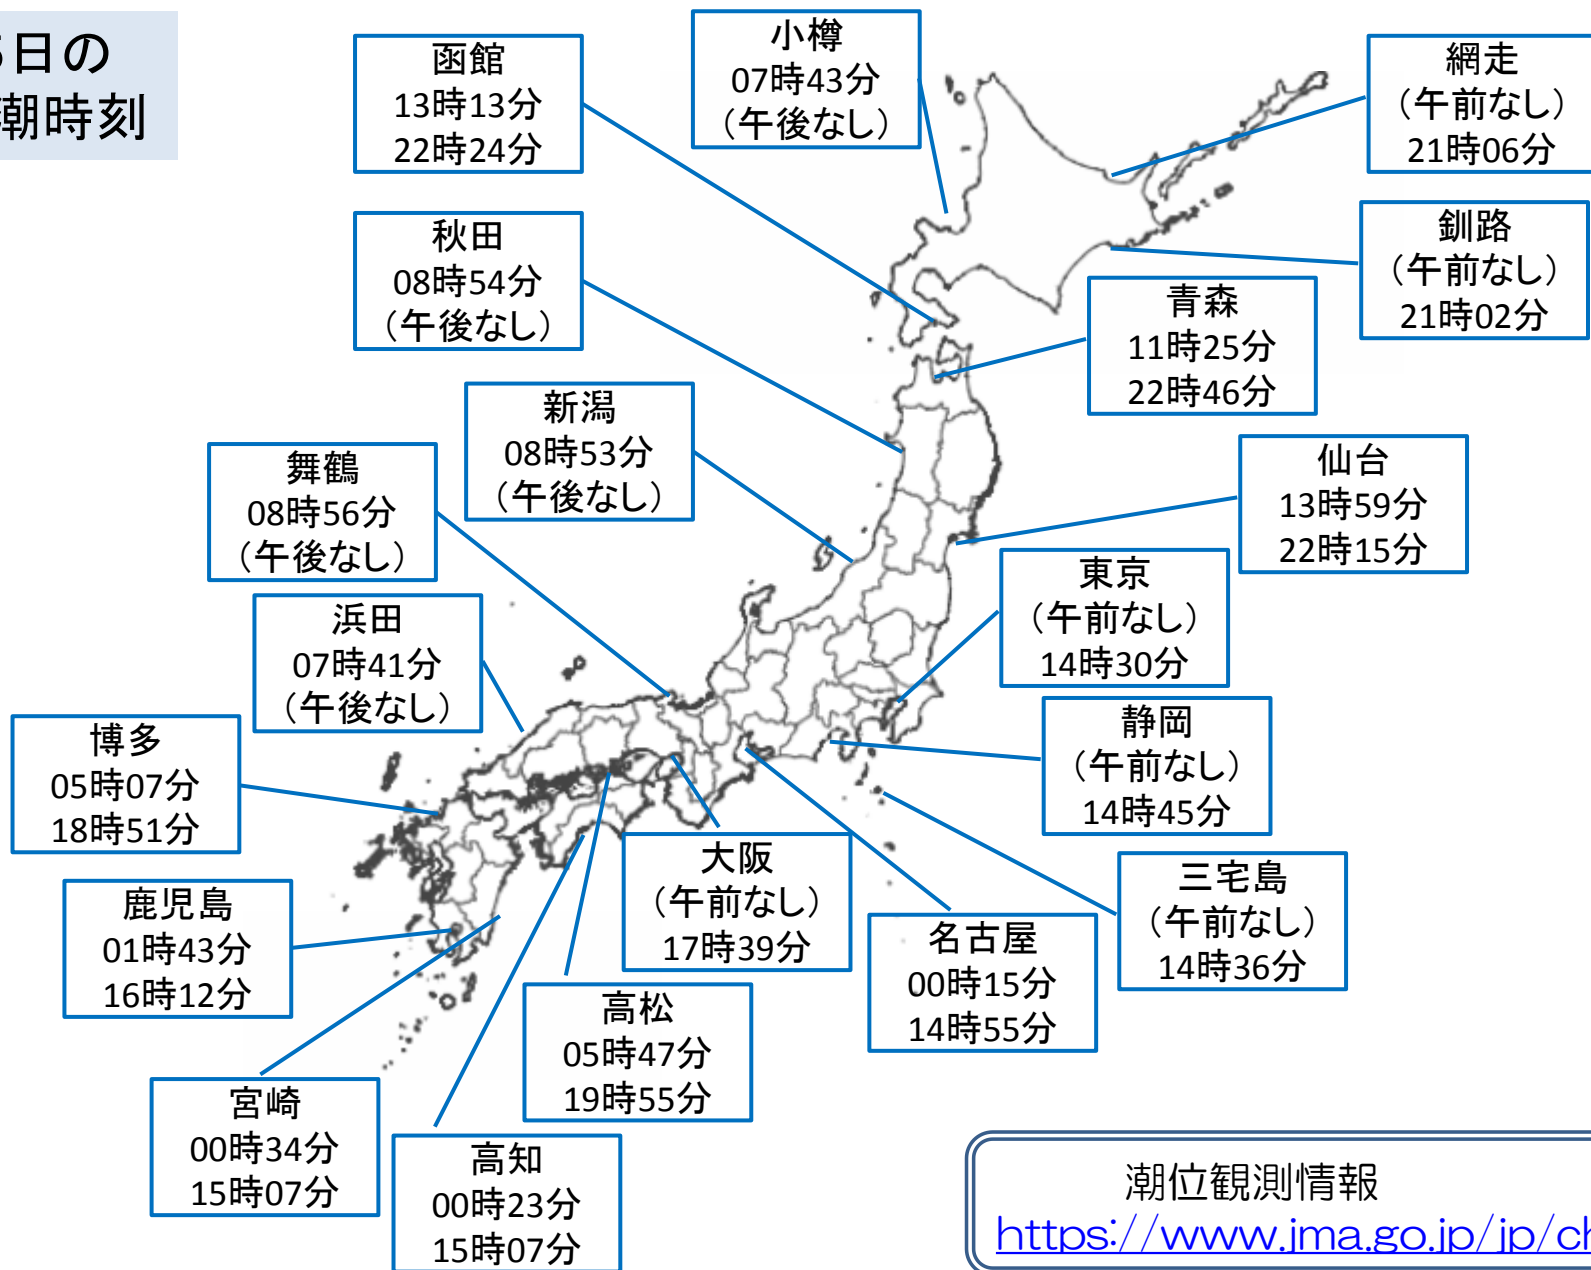 日の
潮時刻
函館
13時13分
22時24分
小樽
07時43分
（午後なし）
網走
（午前なし）
21時06分
秋田
08時54分
（午後なし）
釧路
（午前なし）
21時02分
青森
11時25分
22時46分
新潟
08時53分
（午後なし）
舞鶴
08時56分
（午後なし）
仙台
13時59分
22時15分
東京
（午前なし）
14時30分
浜田
07時41分
（午後なし）
静岡
（午前なし）
14時45分
博多
05時07分
18時51分
大阪
（午前なし）
17時39分
三宅島
（午前なし）
14時36分
鹿児島
01時43分
16時12分
名古屋
00時15分
14時55分
高松
05時47分
19時55分
宮崎
00時34分
15時07分
高知
00時23分
15時07分
潮位観測情報
https://www.jma.go.jp/jp/ch